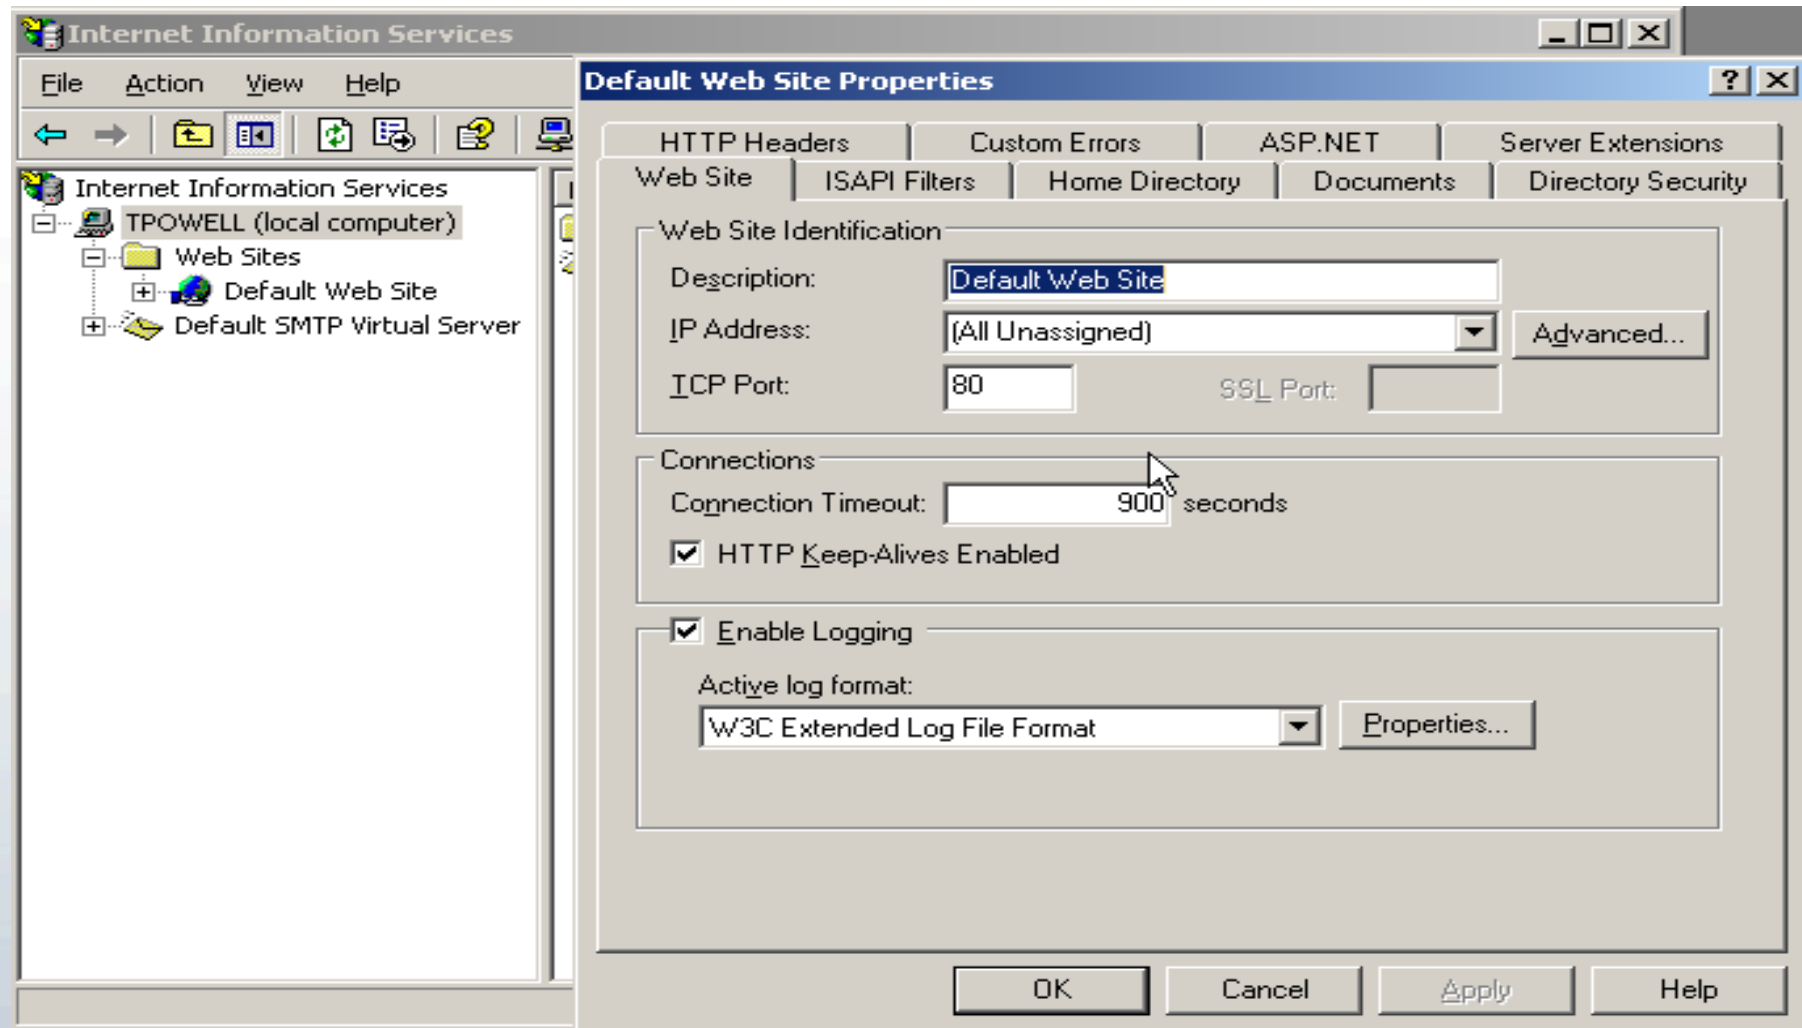 Internet Information Services
File Action View Help
Internet Information Services
TPOWELL (local computer)
Web Sites
Default Web Site
Default SMTP Virtual Server
Default Web Site Properties
HTTP Headers Custom Errors ASP.NET Server Extensions
Web Site ISAPI Filters Home Directory Documents Directory Security
Web Site Identification
Description: Default Web Site
IP Address: (All Unassigned) Advanced...
TCP Port: 80 SSL Port:
Connections
Connection Timeout: 900 seconds
HTTP Keep-Alives Enabled
Enable Logging
Active log format:
W3C Extended Log File Format Properties...
OK Cancel Apply Help